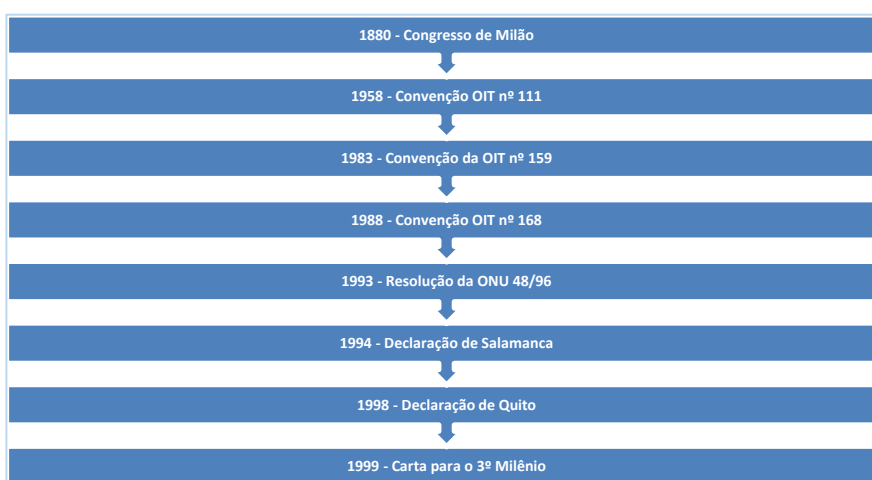 1880 - Congresso de Milão
1958 - Convenção OIT nº 111
1983 - Convenção da OIT nº 159
1988 - Convenção OIT nº 168
1993 - Resolução da ONU 48/96
1994 - Declaração de Salamanca
1998 - Declaração de Quito
1999 - Carta para o 3º Milênio